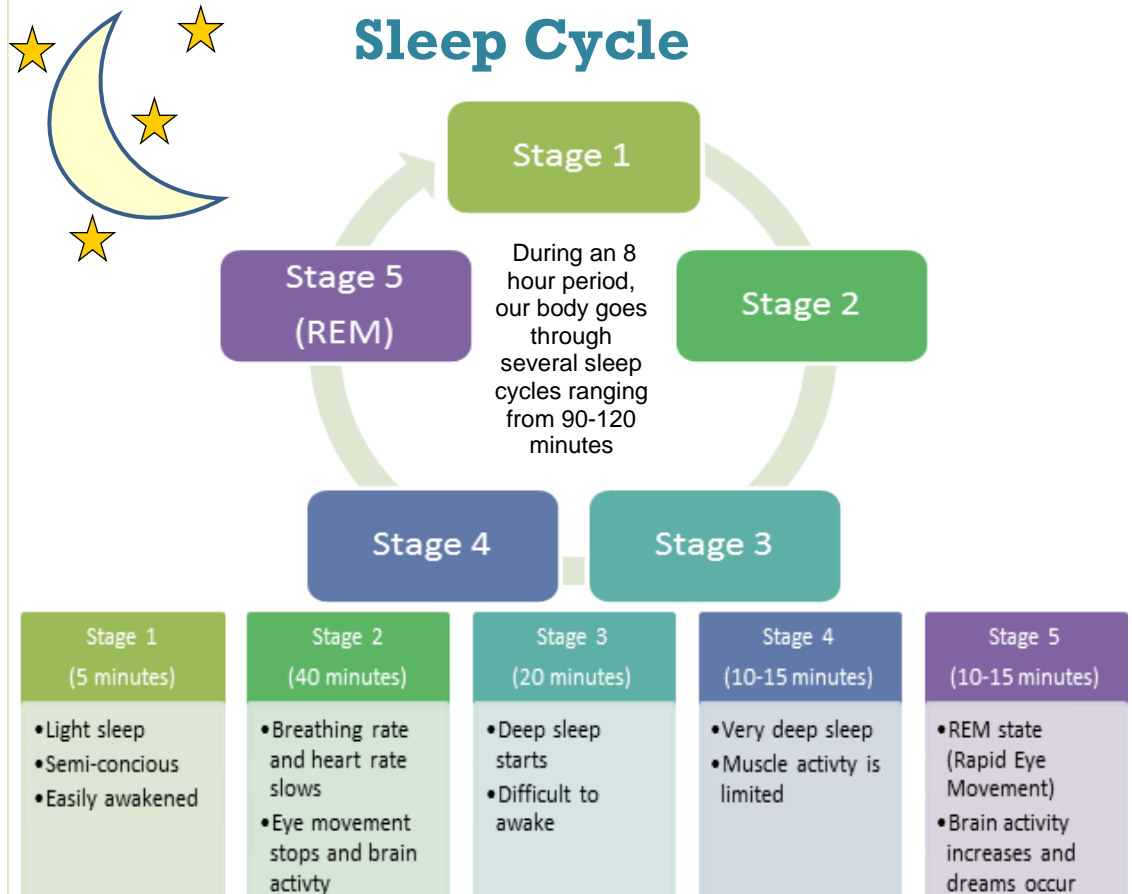 Sleep Cycle
Stage 1
Stage 5
(REM)
During an 8
hour period,
our body goes
through
several sleep
cycles ranging
from 90-120
minutes
Stage 2
Stage 4
Stage 3
Stage 1
(5 minutes)
•Light sleep
•Semi-concious
•Easily awakened
Stage 2
(40 minutes)
•Breathing rate
and heart rate
slows
•Eye movement
stops and brain
activty
Stage 3
(20 minutes)
•Deep sleep
starts
•Difficult to
awake
Stage 4
(10-15 minutes)
•Very deep sleep
•Muscle activty is
limited
Stage 5
(10-15 minutes)
•REM state
(Rapid Eye
Movement)
•Brain activity
increases and
dreams occur